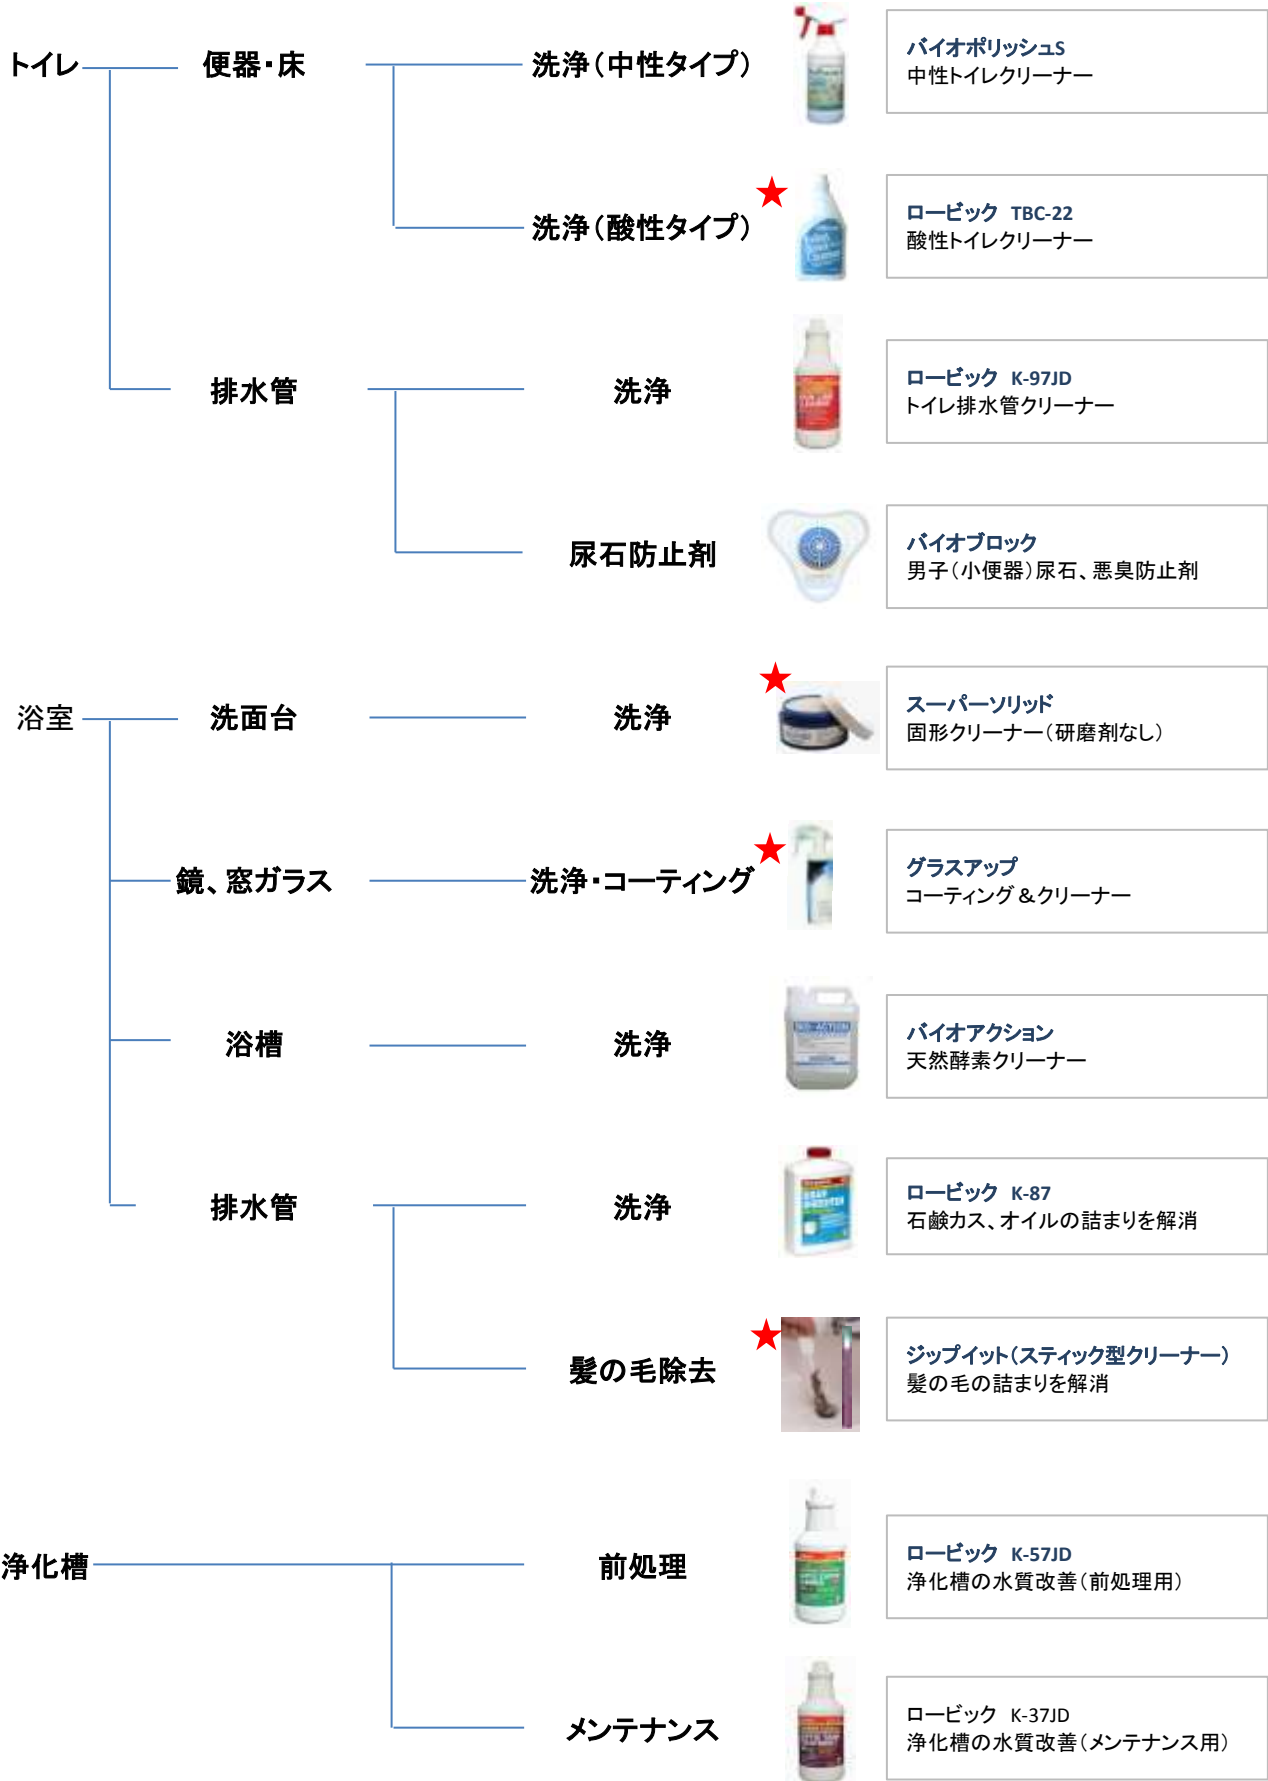 トイレ
便器・床
洗浄（中性タイプ）
バイオポリッシュS
中性トイレクリーナー
洗浄（酸性タイプ）
ロービック TBC-22
酸性トイレクリーナー
排水管
洗浄
ロービック K-97JD
トイレ排水管クリーナー
尿石防止剤
バイオブロック
男子（小便器）尿石、悪臭防止剤
浴室
洗面台
洗浄
スーパーソリッド
固形クリーナー（研磨剤なし）
鏡、窓ガラス
洗浄・コーティング
グラスアップ
コーティング＆クリーナー
浴槽
洗浄
BIO-ACTION
バイオアクション
天然酵素クリーナー
排水管
洗浄
ロービック K-87
石鹸カス、オイルの詰まりを解消
髪の毛除去
ジップイット（スティック型クリーナー）
髪の毛の詰まりを解消
浄化槽
前処理
ロービック K-57JD
浄化槽の水質改善（前処理用）
メンテナンス
ロービック K-37JD
浄化槽の水質改善（メンテナンス用）